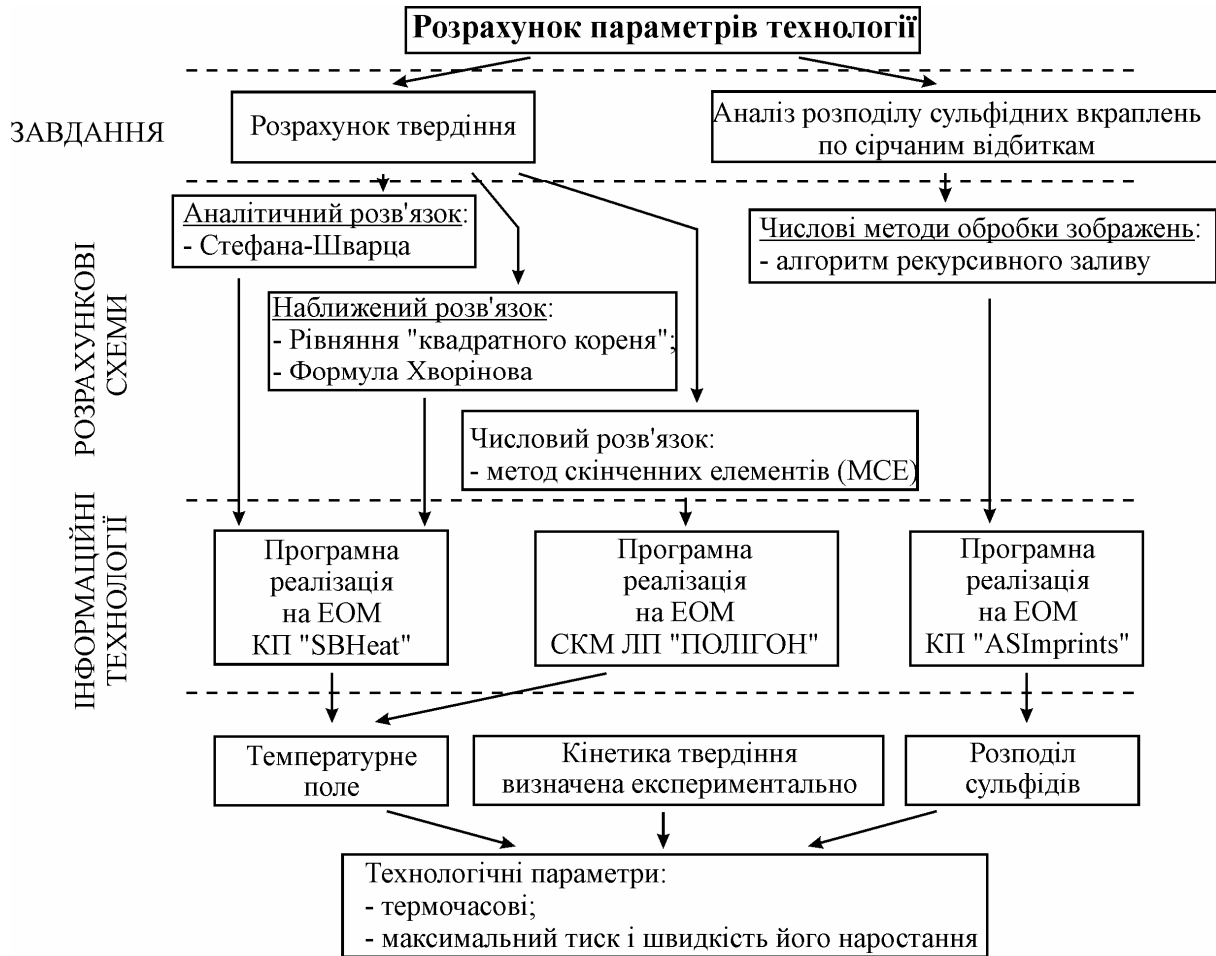 Розрахунок параметрів технології
ЗАВДАННЯ
Розрахунок твердіння
Аналіз розподілу сульфідних вкраплень
по сірчаним відбиткам
РОЗРАХУНКОВІ
СХЕМИ
Аналітичний розв'язок:
- Стефана-Шварца
Числові методи обробки зображень:
- алгоритм рекурсивного заливу
Наближений розв'язок:
- Рівняння "квадратного кореня";
- Формула Хворінова
Числовий розв'язок:
- метод скінченних елементів (МСЕ)
ІНФОРМАЦІЙНІ
ТЕХНОЛОГІЇ
Програмна
реалізація
на ЕОМ
КП "SBHeat"
Програмна
реалізація
на ЕОМ
СКМ ЛП "ПОЛІГОН"
Програмна
реалізація
на ЕОМ
КП "ASImprints"
Температурне
поле
Кінетика твердіння
визначена експериментально
Розподіл
сульфідів
Технологічні параметри:
- термочасові;
- максимальний тиск і швидкість його наростання